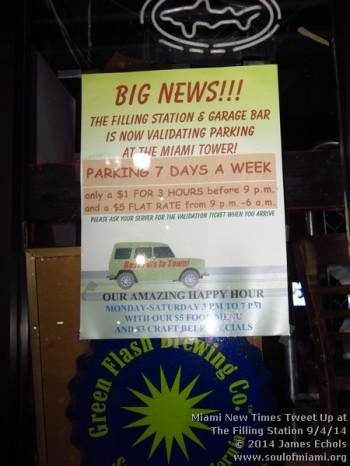 BIG NEWS!!!
THE FILLING STATION & GARAGE BAR
IS NOW VALIDATING PARKING
AT THE MIAMI TOWER!
PARKING 7 DAYS A WEEK
only a $1 FOR 3 HOURS before 9 p.m.
and a $5 FLAT RATE from 9 p.m.-6 a.m.
PLEASE ASK YOUR SERVER FOR THE VALIDATION TICKET WHEN YOU ARRIVE
Best Pits In Town!
OUR AMAZING HAPPY HOUR
MONDAY-SATURDAY 3 PM TO 7 PM
WITH OUR $5 FOOD MENU
AND $3 CRAFT BEER SPECIALS
Green Flash Brewing Co.
Miami New Times Tweet Up at
The Filling Station 9/4/14
© 2014 James Echols
www.soulofmiami.org